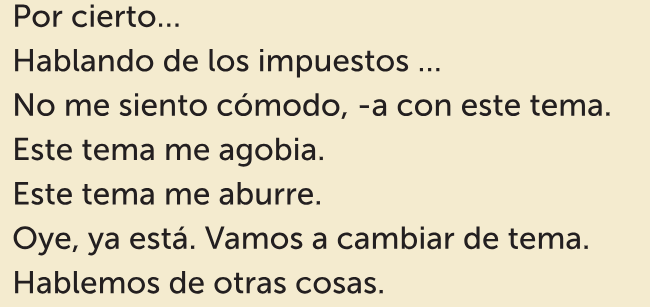 Por cierto...
Hablando de los impuestos ...
No me siento cómodo, -a con este tema.
Este tema me agobia.
Este tema me aburre.
Oye, ya está. Vamos a cambiar de tema.
Hablemos de otras cosas.